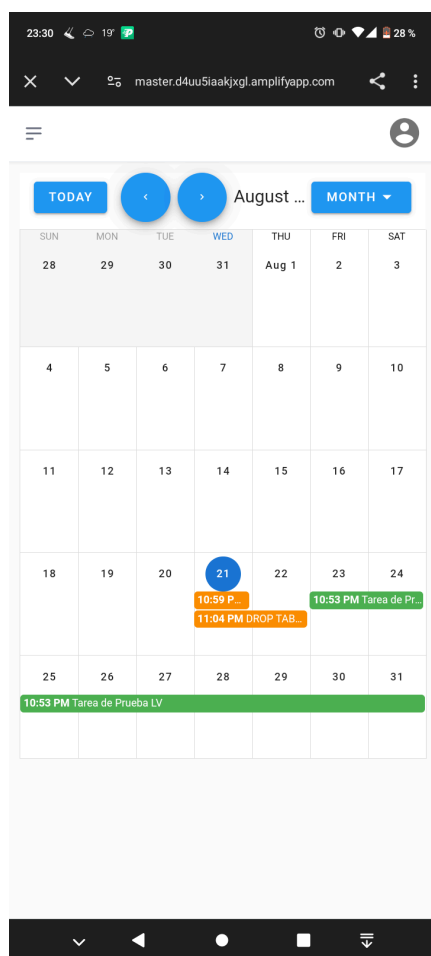 23:30 19° 28 %
master.d4uu5iaakjxgl.amplifyapp.com
TODAY ‹ › August ... MONTH
SUN MON TUE WED THU FRI SAT
28 29 30 31 Aug 1 2 3
4 5 6 7 8 9 10
11 12 13 14 15 16 17
18 19 20 21 22 23 24
10:59 P... 10:53 PM Tarea de Pr...
11:04 PM DROP TAB...
25 26 27 28 29 30 31
10:53 PM Tarea de Prueba LV